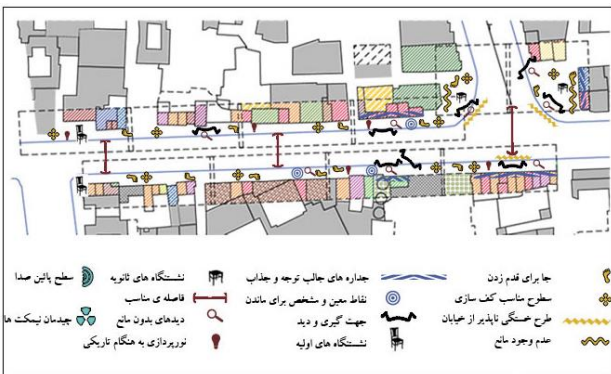 جا برای قدم زدن
سطوح مناسب کف سازی
طرح خستگی ناپذیر از خیابان
عدم وجود مانع
جداره های جالب توجه و جذاب
نقاط معین و مشخص برای ماندن
جهت گیری و دید
نشستگاه های اولیه
نشستگاه های ثانویه
فاصله ی مناسب
دیدهای بدون مانع
نورپردازی به هنگام تاریکی
سطح پائین صدا
چیدمان نیمکت ها